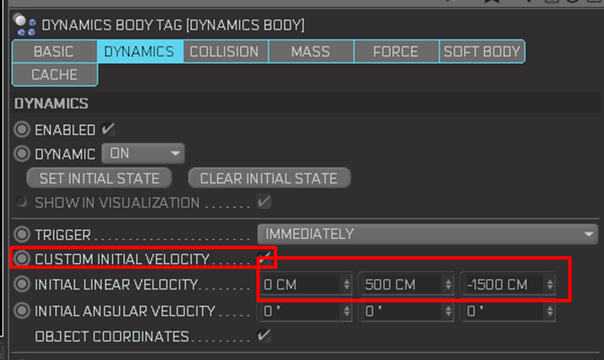 DYNAMICS BODY TAG [DYNAMICS BODY]
BASIC DYNAMICS COLLISION MASS FORCE SOFT BODY
CACHE
DYNAMICS
ENABLED
DYNAMIC ON
SET INITIAL STATE CLEAR INITIAL STATE
SHOW IN VISUALIZATION . . . . . . .
TRIGGER . . . . . . . . . . . . . . . . . . . . . . . IMMEDIATELY
CUSTOM INITIAL VELOCITY . . . . . .
INITIAL LINEAR VELOCITY . . . . . . . 0 CM 500 CM -1500 CM
INITIAL ANGULAR VELOCITY . . . . . 0 ° 0 ° 0 °
OBJECT COORDINATES . . . . . . . .